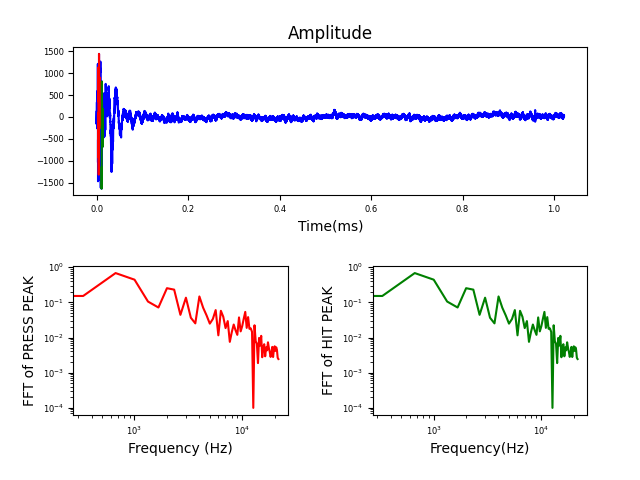 Amplitude
1500
1000
500
0
−500
−1000
−1500
0.0 0.2 0.4 0.6 0.8 1.0
Time(ms)
FFT of PRESS PEAK
10⁰
10⁻¹
10⁻²
10⁻³
10⁻⁴
10³ 10⁴
Frequency (Hz)
FFT of HIT PEAK
10⁰
10⁻¹
10⁻²
10⁻³
10⁻⁴
10³ 10⁴
Frequency(Hz)